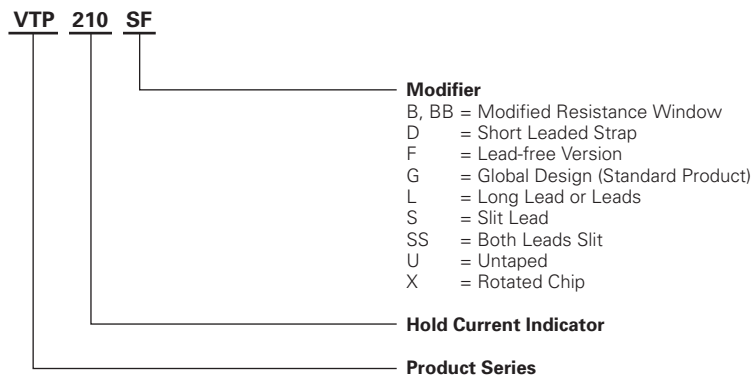 VTP 210 SF
Modifier
B, BB = Modified Resistance Window
D = Short Leaded Strap
F = Lead-free Version
G = Global Design (Standard Product)
L = Long Lead or Leads
S = Slit Lead
SS = Both Leads Slit
U = Untaped
X = Rotated Chip
Hold Current Indicator
Product Series